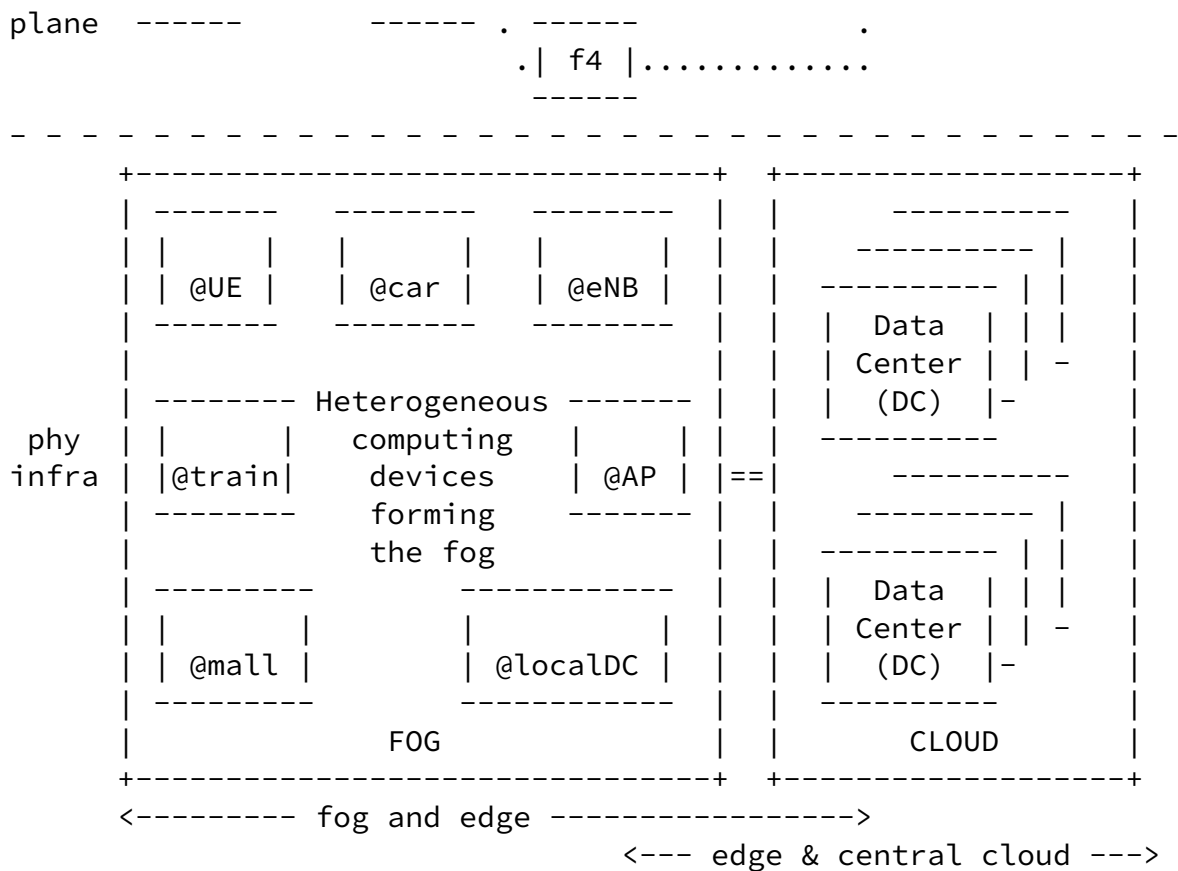 plane
f4
@UE @car @eNB
Data
Center
(DC)
Heterogeneous
phy computing
infra @train devices @AP ==
forming
the fog
Data
Center
@mall @localDC (DC)
FOG CLOUD
<--------- fog and edge ----------------->
<--- edge & central cloud --->